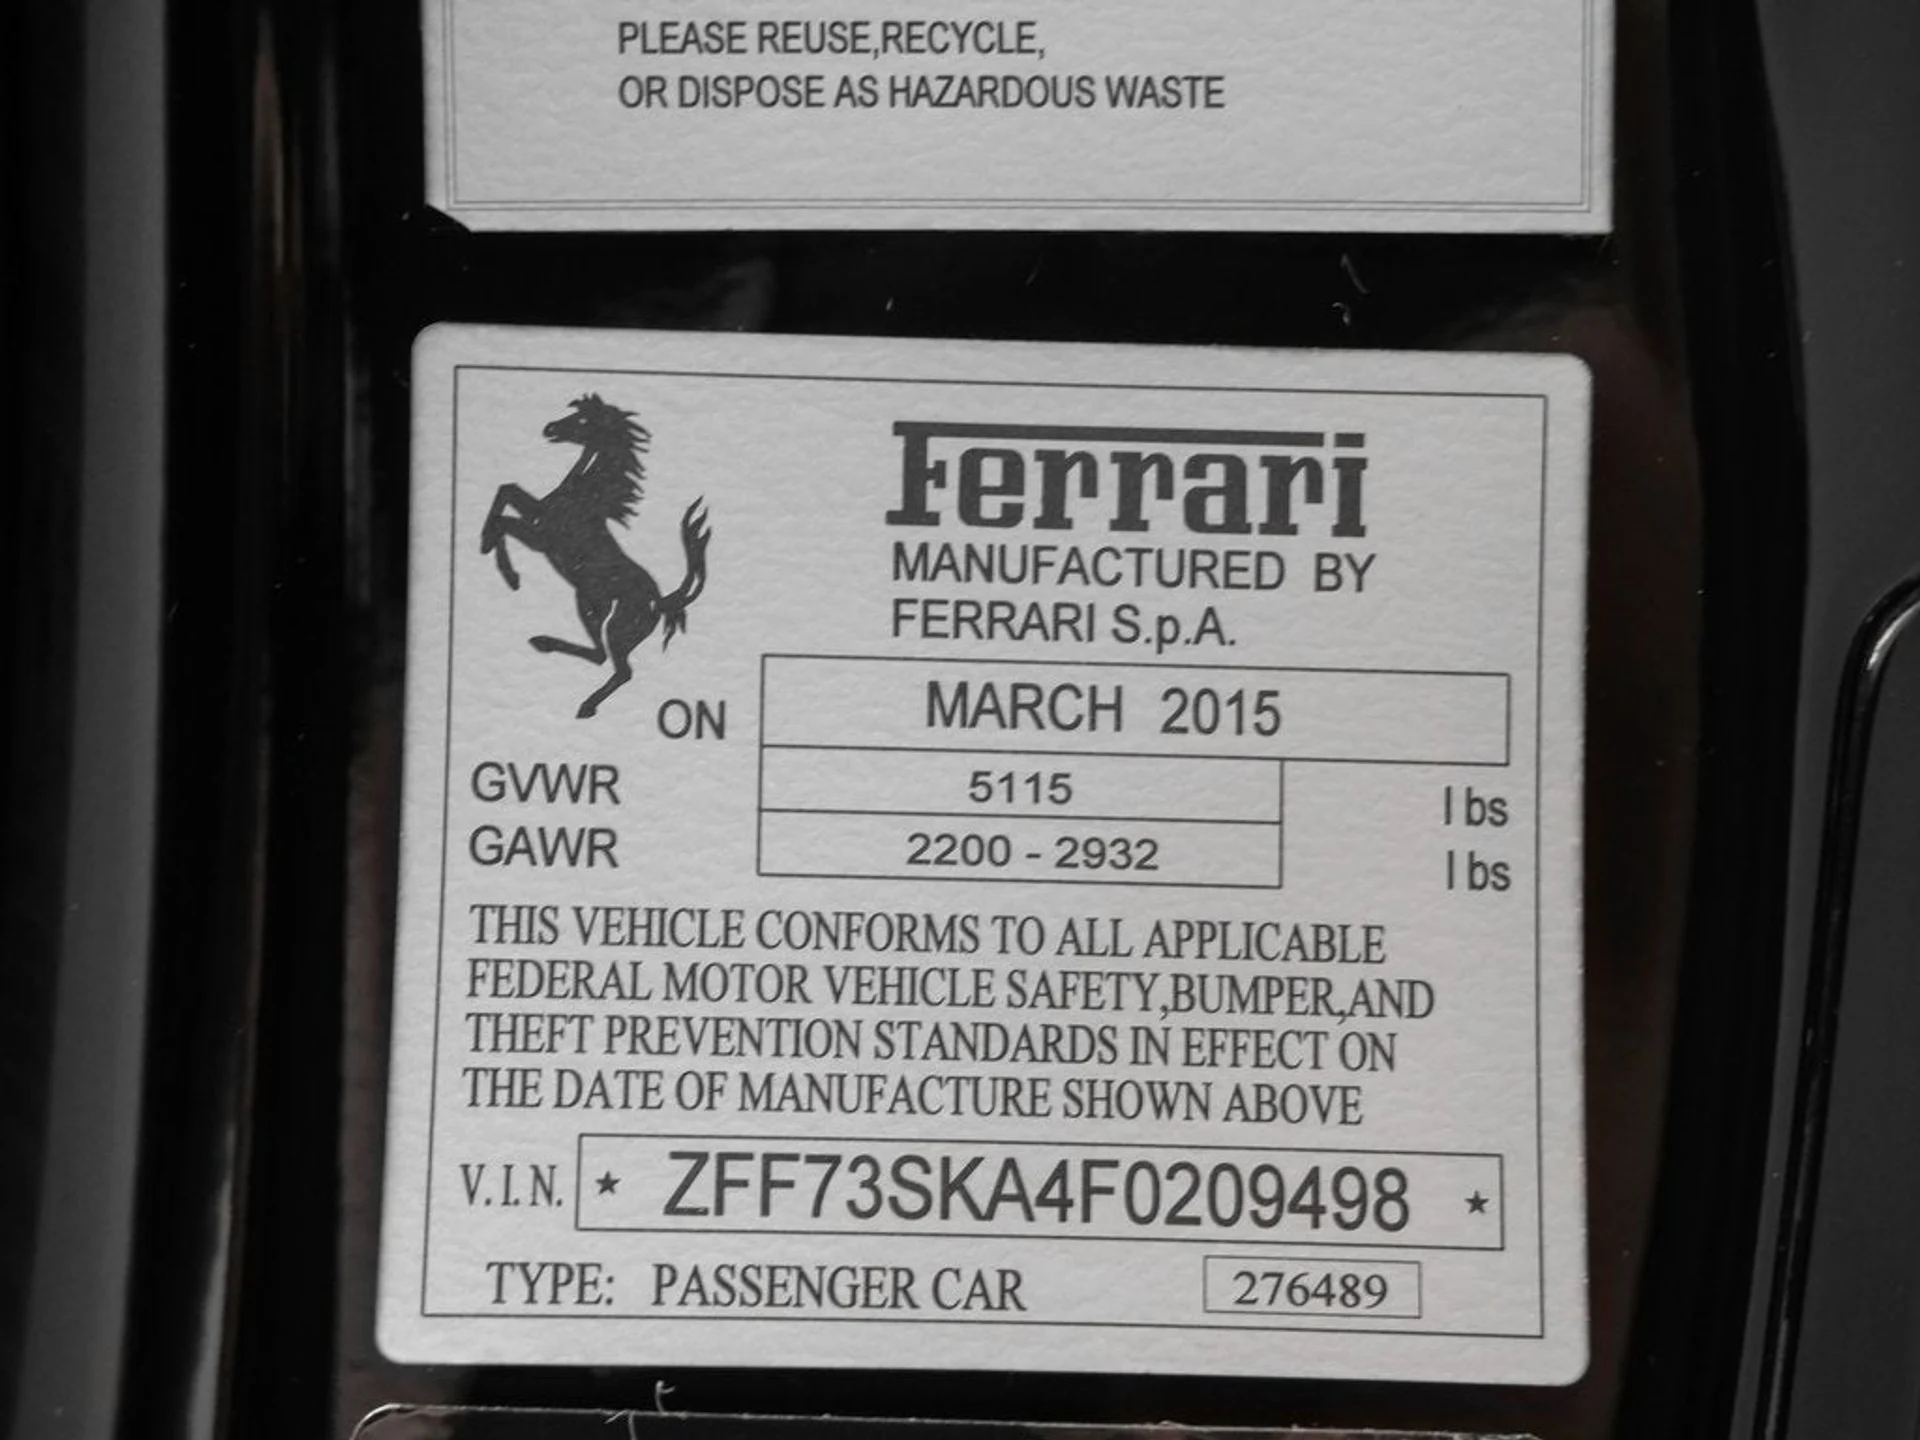 PLEASE REUSE,RECYCLE,
OR DISPOSE AS HAZARDOUS WASTE
Ferrari
MANUFACTURED BY
FERRARI S.p.A.
ON MARCH 2015
GVWR 5115 lbs
GAWR 2200 - 2932 lbs
THIS VEHICLE CONFORMS TO ALL APPLICABLE
FEDERAL MOTOR VEHICLE SAFETY,BUMPER,AND
THEFT PREVENTION STANDARDS IN EFFECT ON
THE DATE OF MANUFACTURE SHOWN ABOVE
V.I.N. * ZFF73SKA4F0209498 *
TYPE: PASSENGER CAR 276489